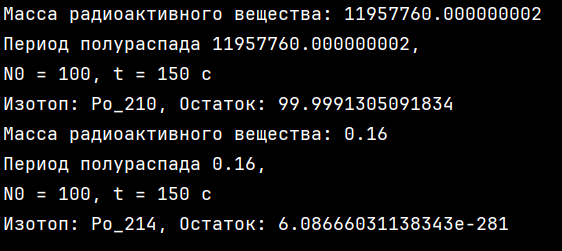 Масса радиоактивного вещества: 11957760.000000002
Период полураспада 11957760.000000002,
N0 = 100, t = 150 с
Изотоп: Po_210, Остаток: 99.9991305091834
Масса радиоактивного вещества: 0.16
Период полураспада 0.16,
N0 = 100, t = 150 с
Изотоп: Po_214, Остаток: 6.08666031138343e-281